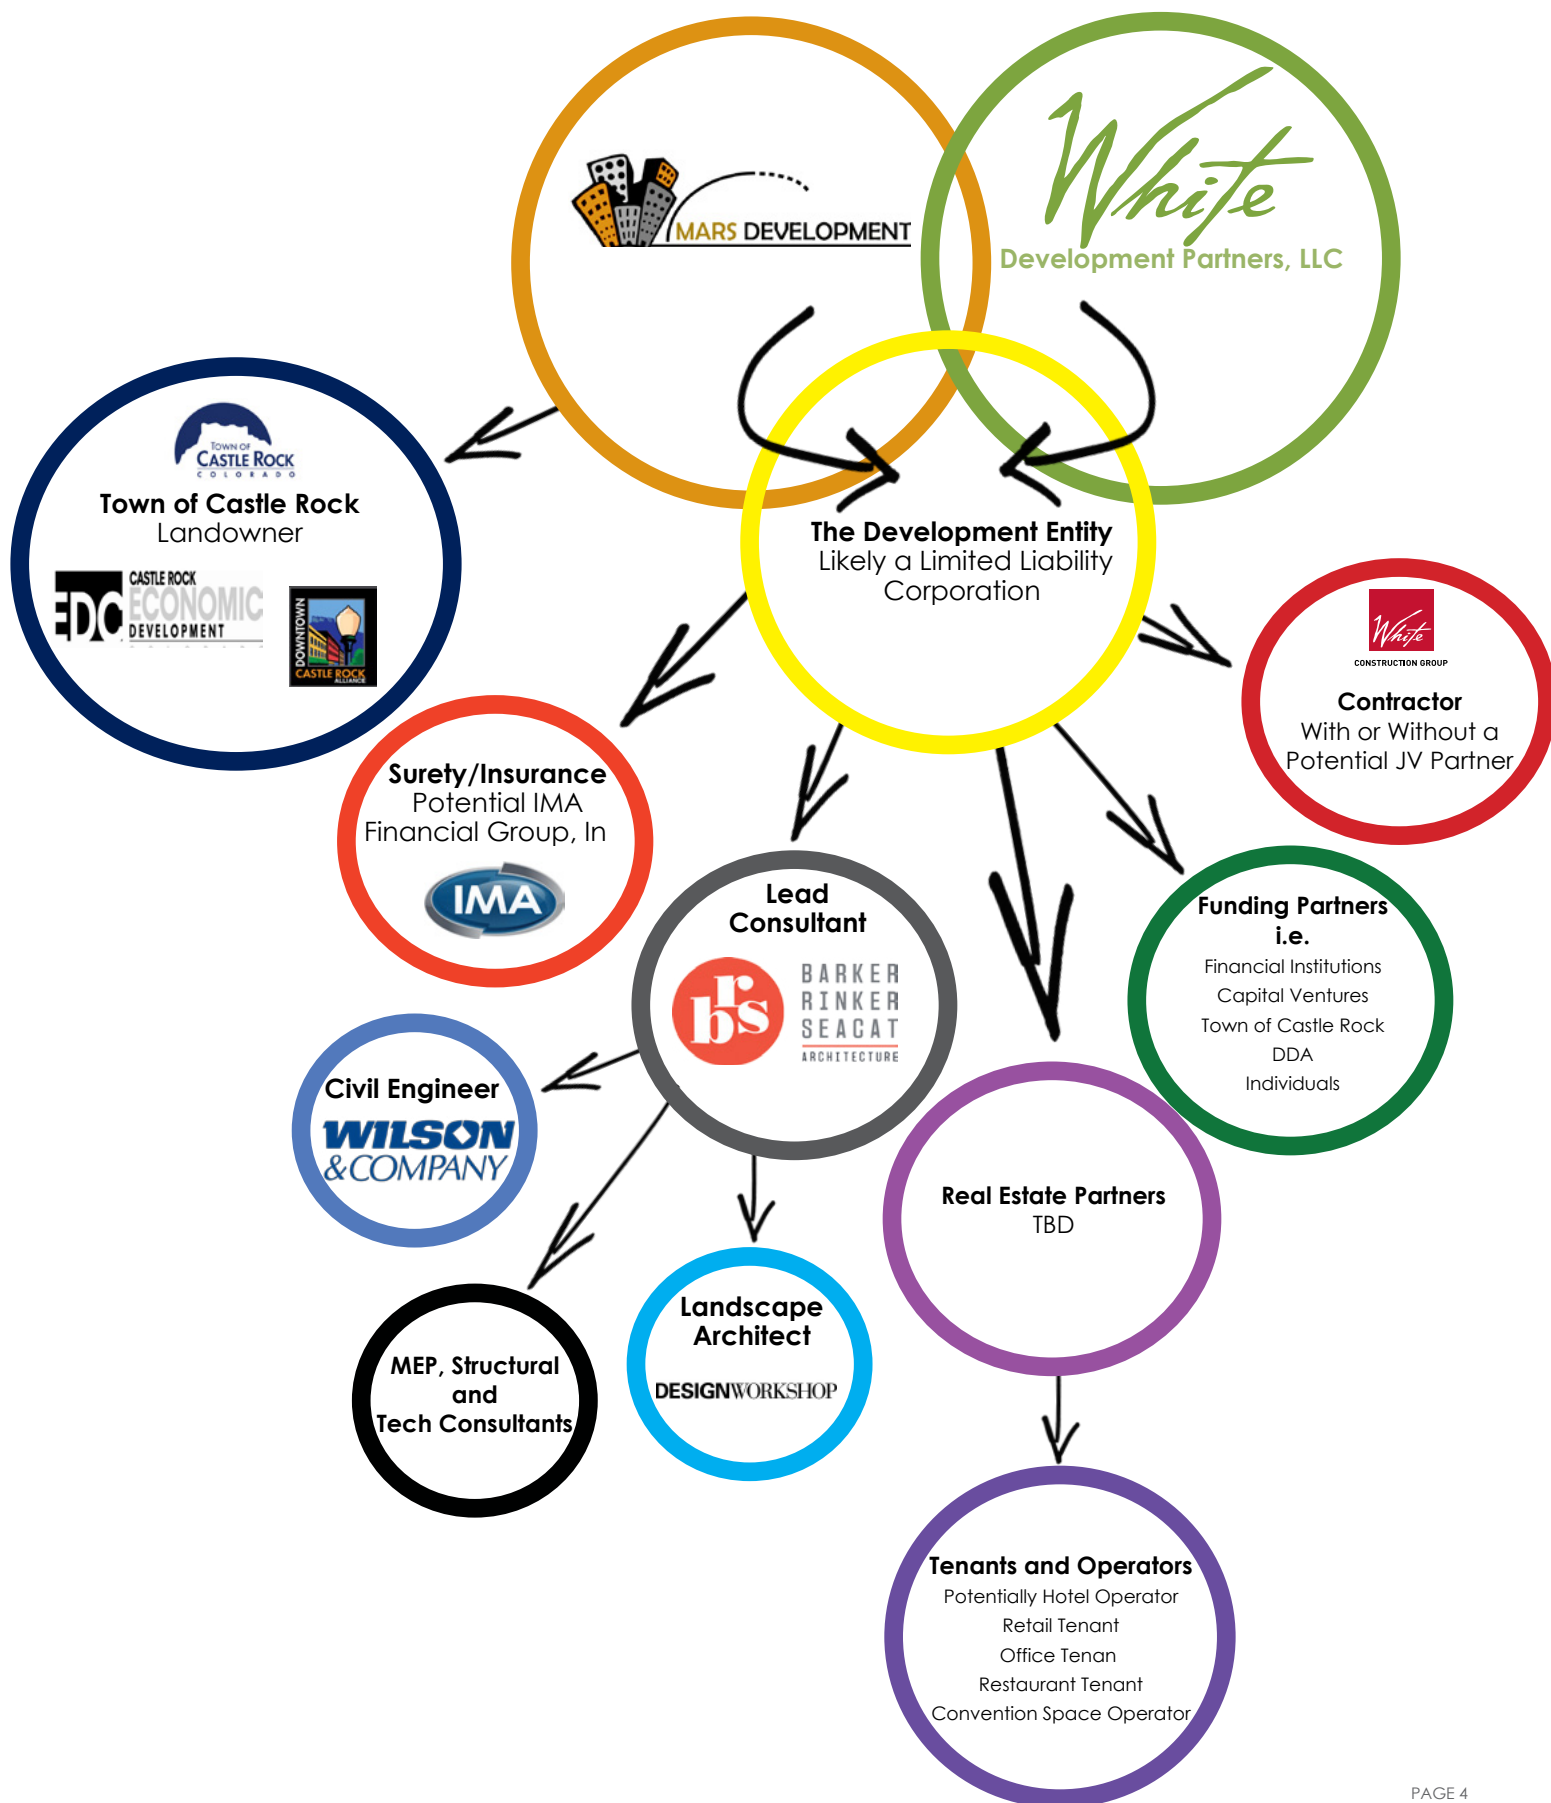 MARS DEVELOPMENT
White
Development Partners, LLC
TOWN OF
CASTLE ROCK
COLORADO
Town of Castle Rock
Landowner
EDC
CASTLE ROCK
ECONOMIC
DEVELOPMENT
DOWNTOWN
CASTLE ROCK
ALLIANCE
The Development Entity
Likely a Limited Liability
Corporation
White
CONSTRUCTION GROUP
Contractor
With or Without a
Potential JV Partner
Surety/Insurance
Potential IMA
Financial Group, In
IMA
Lead
Consultant
brs
BARKER
RINKER
SEACAT
ARCHITECTURE
Funding Partners
i.e.
Financial Institutions
Capital Ventures
Town of Castle Rock
DDA
Individuals
Civil Engineer
WILSON
&COMPANY
Real Estate Partners
TBD
Landscape
Architect
DESIGNWORKSHOP
MEP, Structural
and
Tech Consultants
Tenants and Operators
Potentially Hotel Operator
Retail Tenant
Office Tenan
Restaurant Tenant
Convention Space Operator
PAGE 4